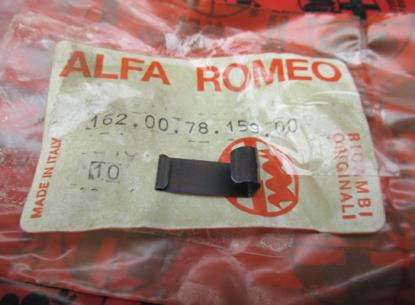 ALFA ROMEO
162.00.78.159.00
10
MADE IN ITALY
RICAMBI
ORIGINALI